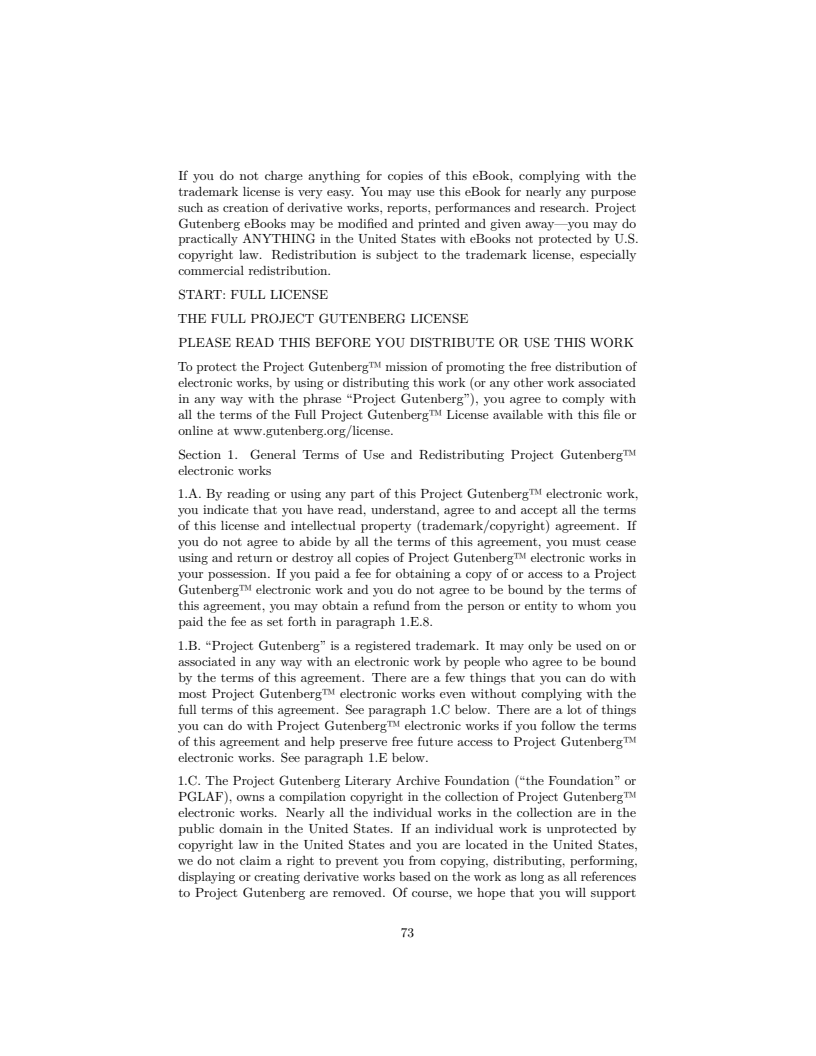 If you do not charge anything for copies of this eBook, complying with the
trademark license is very easy. You may use this eBook for nearly any purpose
such as creation of derivative works, reports, performances and research. Project
Gutenberg eBooks may be modified and printed and given away—you may do
practically ANYTHING in the United States with eBooks not protected by U.S.
copyright law. Redistribution is subject to the trademark license, especially
commercial redistribution.
START: FULL LICENSE
THE FULL PROJECT GUTENBERG LICENSE
PLEASE READ THIS BEFORE YOU DISTRIBUTE OR USE THIS WORK
To protect the Project Gutenberg™ mission of promoting the free distribution of
electronic works, by using or distributing this work (or any other work associated
in any way with the phrase “Project Gutenberg”), you agree to comply with
all the terms of the Full Project Gutenberg™ License available with this file or
online at www.gutenberg.org/license.
Section 1. General Terms of Use and Redistributing Project Gutenberg™
electronic works
1.A. By reading or using any part of this Project Gutenberg™ electronic work,
you indicate that you have read, understand, agree to and accept all the terms
of this license and intellectual property (trademark/copyright) agreement. If
you do not agree to abide by all the terms of this agreement, you must cease
using and return or destroy all copies of Project Gutenberg™ electronic works in
your possession. If you paid a fee for obtaining a copy of or access to a Project
Gutenberg™ electronic work and you do not agree to be bound by the terms of
this agreement, you may obtain a refund from the person or entity to whom you
paid the fee as set forth in paragraph 1.E.8.
1.B. “Project Gutenberg” is a registered trademark. It may only be used on or
associated in any way with an electronic work by people who agree to be bound
by the terms of this agreement. There are a few things that you can do with
most Project Gutenberg™ electronic works even without complying with the
full terms of this agreement. See paragraph 1.C below. There are a lot of things
you can do with Project Gutenberg™ electronic works if you follow the terms
of this agreement and help preserve free future access to Project Gutenberg™
electronic works. See paragraph 1.E below.
1.C. The Project Gutenberg Literary Archive Foundation (“the Foundation” or
PGLAF), owns a compilation copyright in the collection of Project Gutenberg™
electronic works. Nearly all the individual works in the collection are in the
public domain in the United States. If an individual work is unprotected by
copyright law in the United States and you are located in the United States,
we do not claim a right to prevent you from copying, distributing, performing,
displaying or creating derivative works based on the work as long as all references
to Project Gutenberg are removed. Of course, we hope that you will support
73